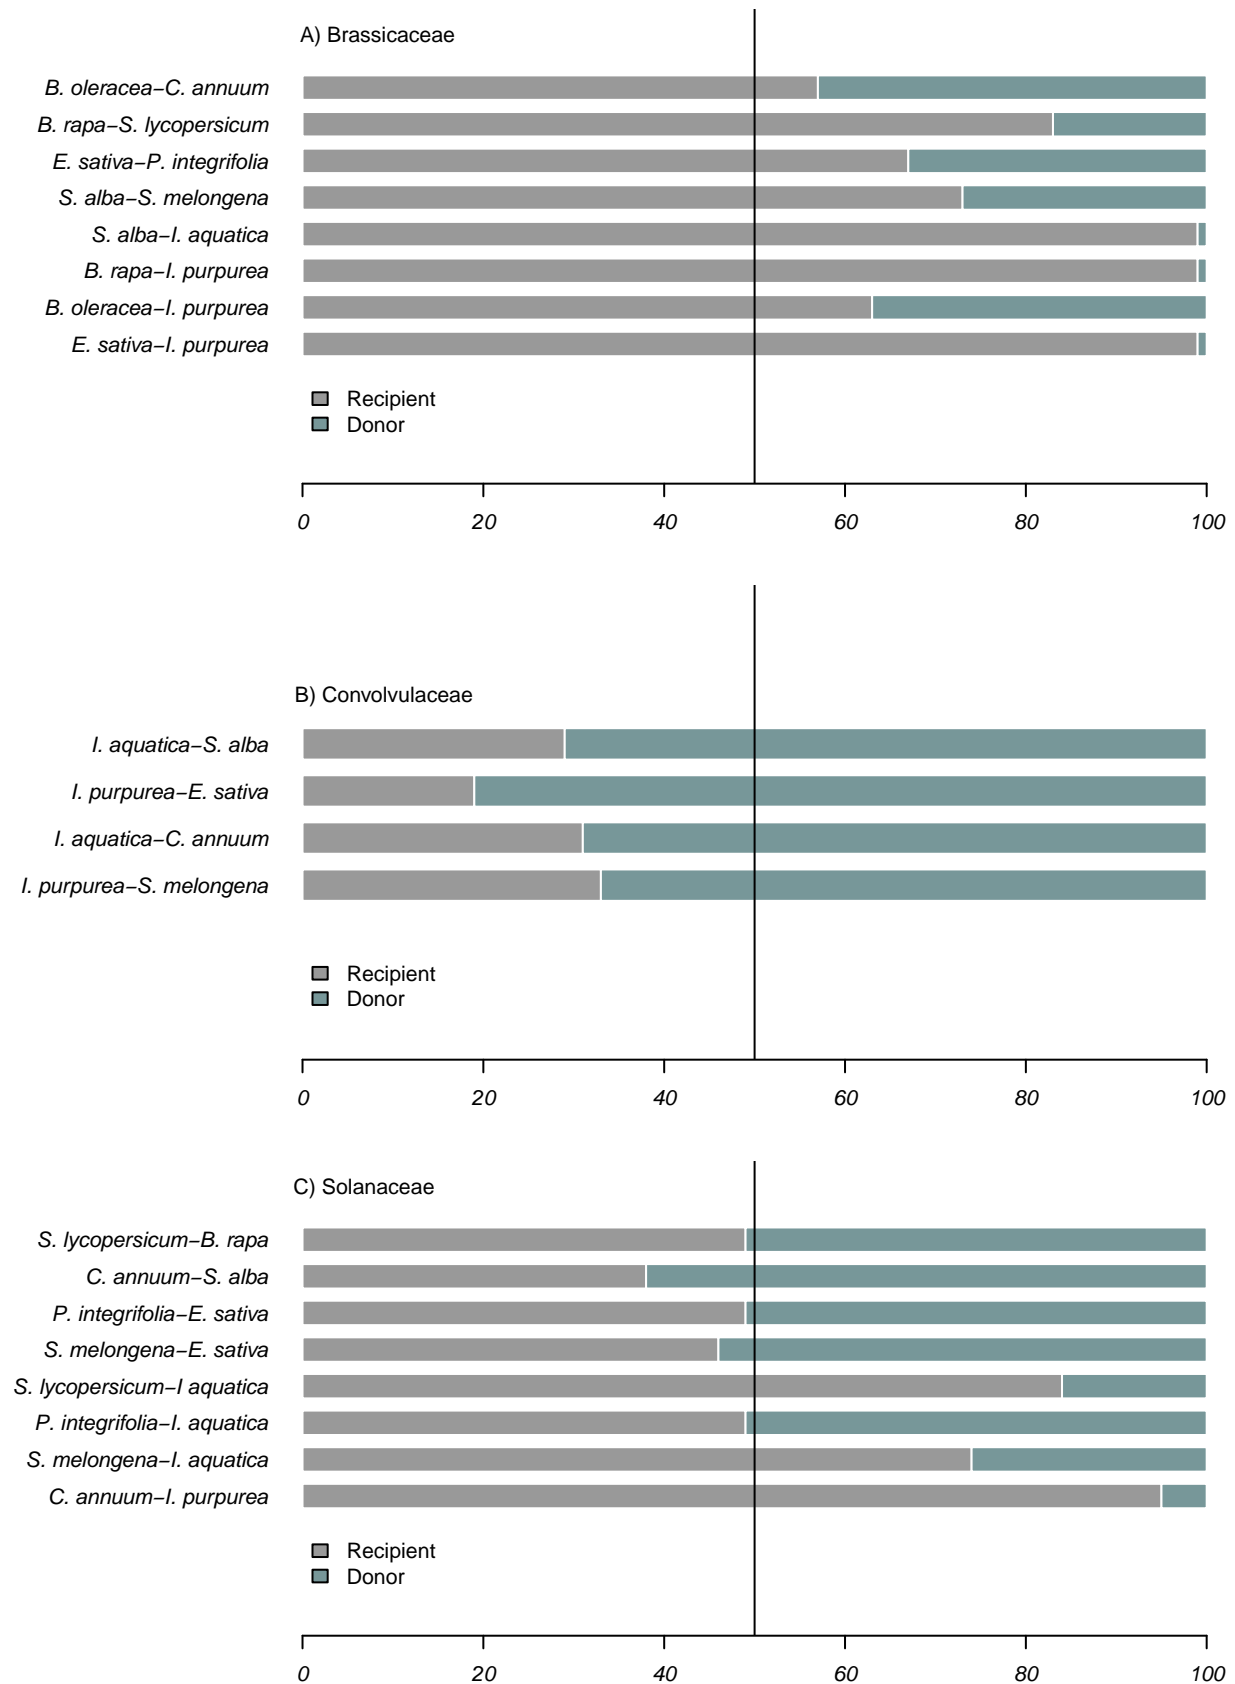 A) Brassicaceae
B. oleracea−C. annuum
B. rapa−S. lycopersicum
E. sativa−P. integrifolia
S. alba−S. melongena
S. alba−I. aquatica
B. rapa−I. purpurea
B. oleracea−I. purpurea
E. sativa−I. purpurea
Recipient
Donor
0 20 40 60 80 100
B) Convolvulaceae
I. aquatica−S. alba
I. purpurea−E. sativa
I. aquatica−C. annuum
I. purpurea−S. melongena
Recipient
Donor
0 20 40 60 80 100
C) Solanaceae
S. lycopersicum−B. rapa
C. annuum−S. alba
P. integrifolia−E. sativa
S. melongena−E. sativa
S. lycopersicum−I aquatica
P. integrifolia−I. aquatica
S. melongena−I. aquatica
C. annuum−I. purpurea
Recipient
Donor
0 20 40 60 80 100